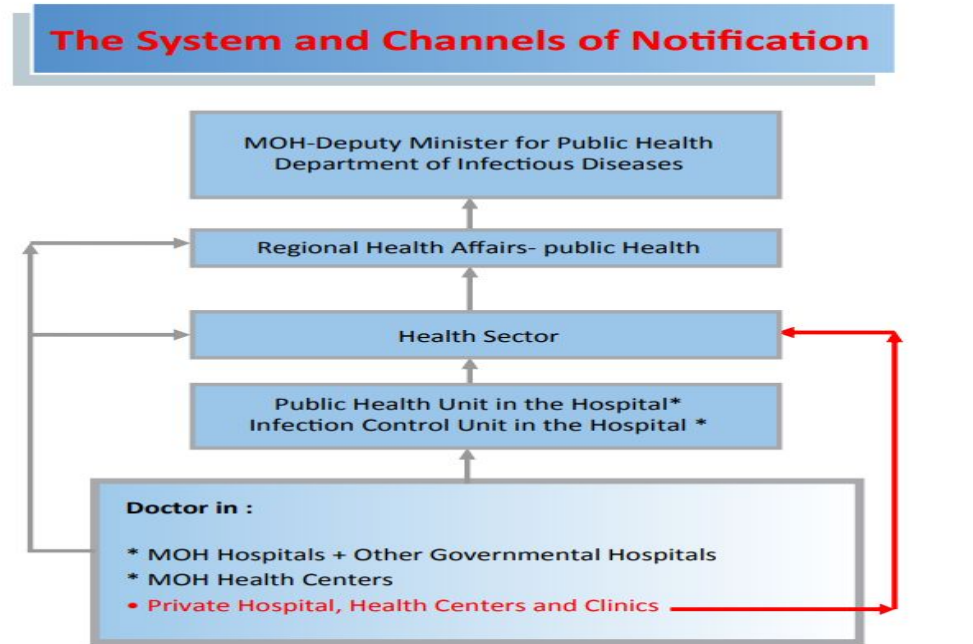 The System and Channels of Notification
MOH-Deputy Minister for Public Health
Department of Infectious Diseases
Regional Health Affairs- public Health
Health Sector
Public Health Unit in the Hospital*
Infection Control Unit in the Hospital *
Doctor in :
* MOH Hospitals + Other Governmental Hospitals
* MOH Health Centers
• Private Hospital, Health Centers and Clinics